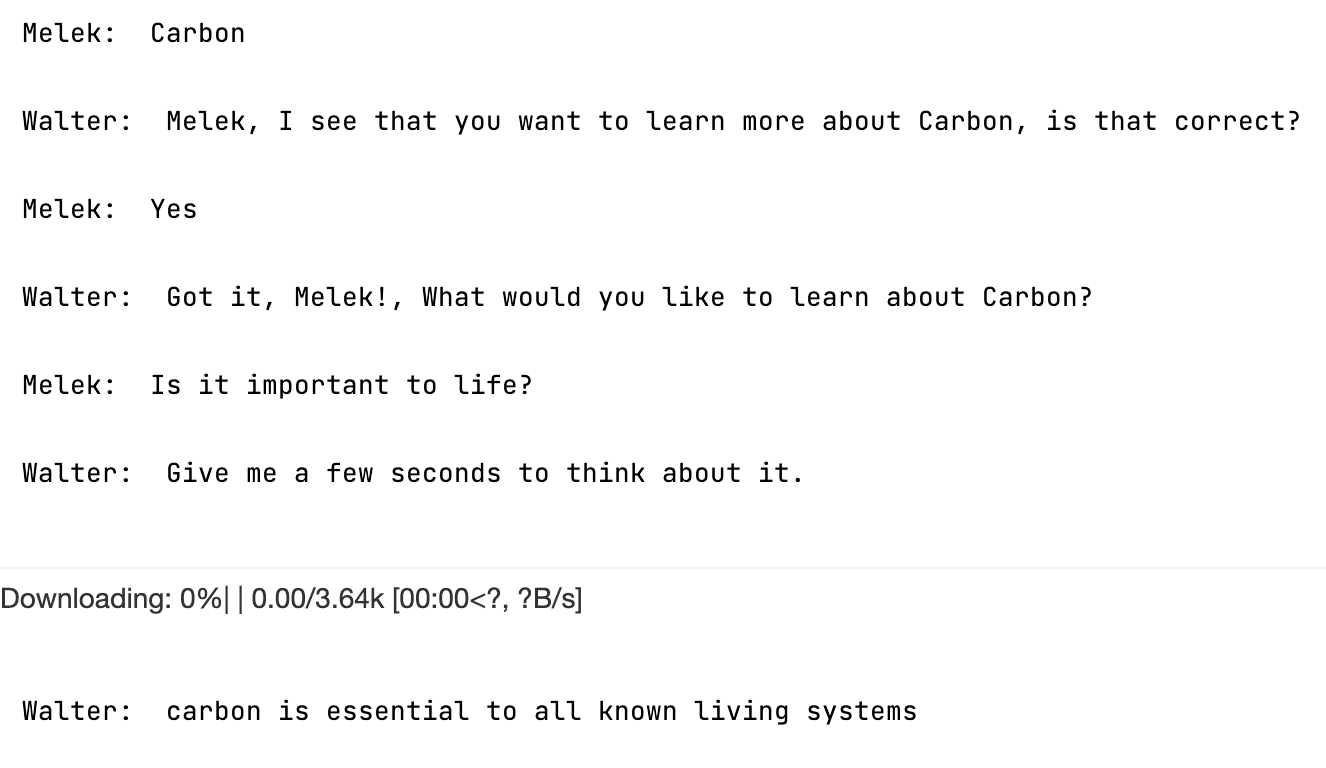 Melek: Carbon
Walter: Melek, I see that you want to learn more about Carbon, is that correct?
Melek: Yes
Walter: Got it, Melek!, What would you like to learn about Carbon?
Melek: Is it important to life?
Walter: Give me a few seconds to think about it.
Downloading: 0%| | 0.00/3.64k [00:00<?, ?B/s]
Walter: carbon is essential to all known living systems